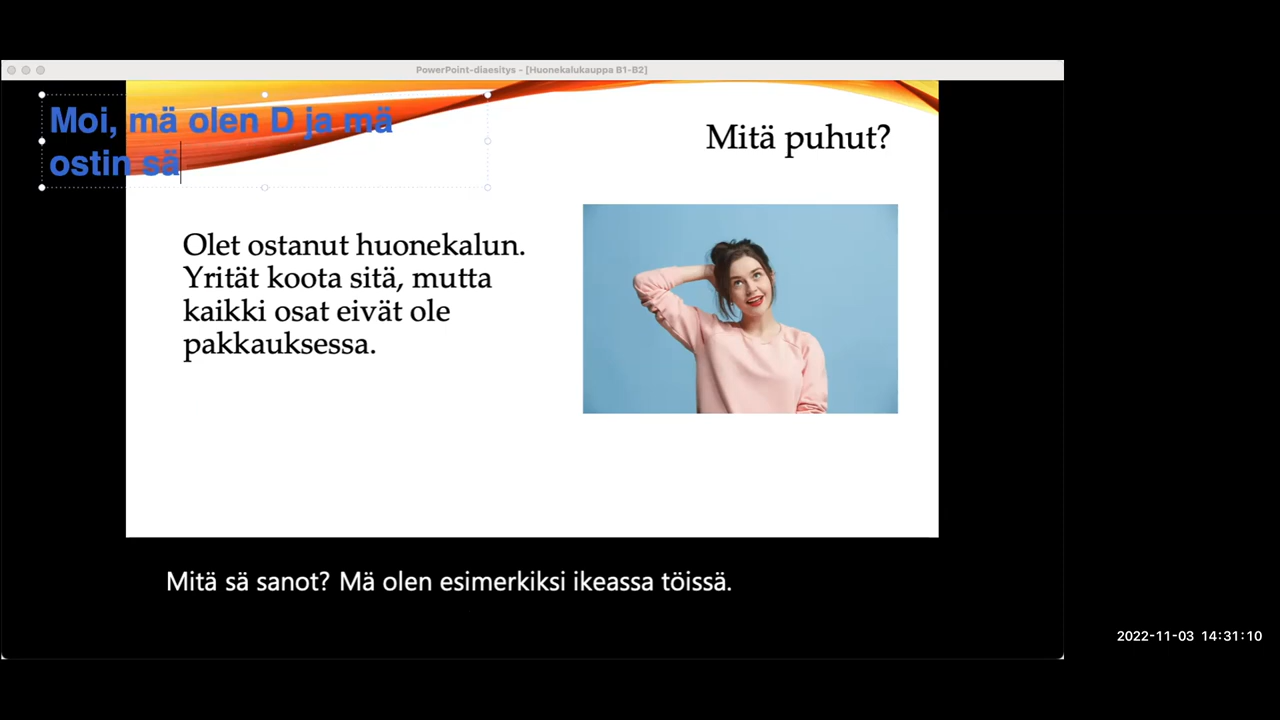 PowerPoint-diaesitys - [Huonekalukauppa B1-B2]
Moi, mä olen D ja mä
ostin sä
Mitä puhut?
Olet ostanut huonekalun.
Yrität koota sitä, mutta
kaikki osat eivät ole
pakkauksessa.
Mitä sä sanot? Mä olen esimerkiksi ikeassa töissä.
2022-11-03 14:31:10